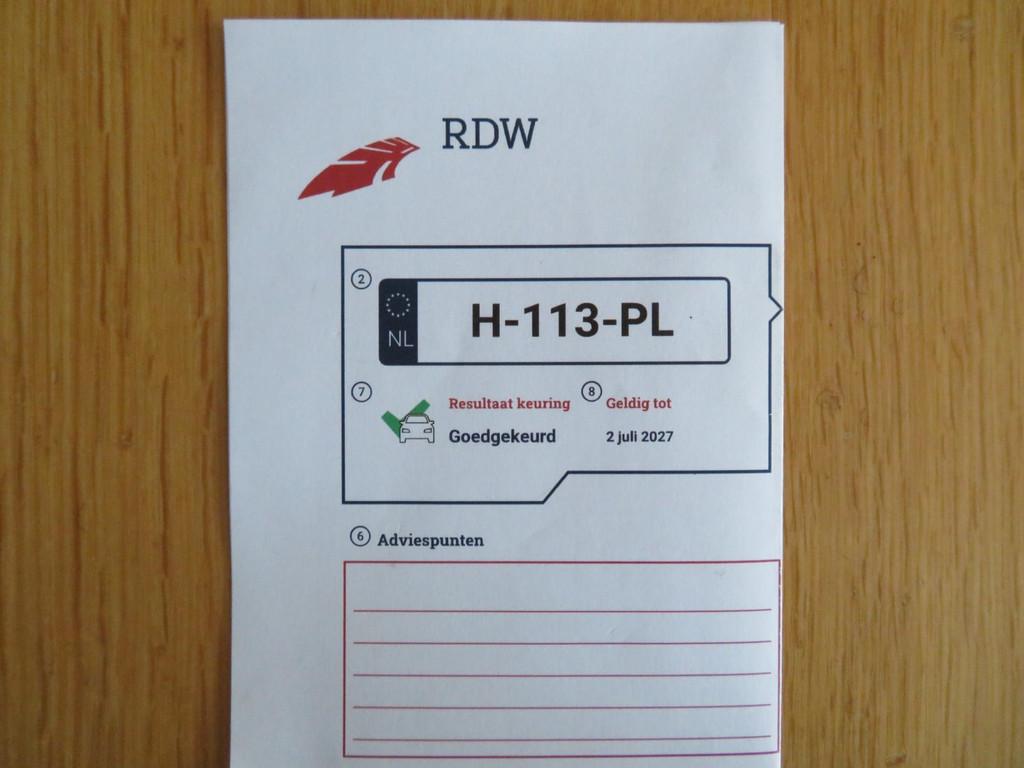 RDW
2
NL H-113-PL
7 Resultaat keuring 8 Geldig tot
Goedgekeurd 2 juli 2027
6 Adviespunten